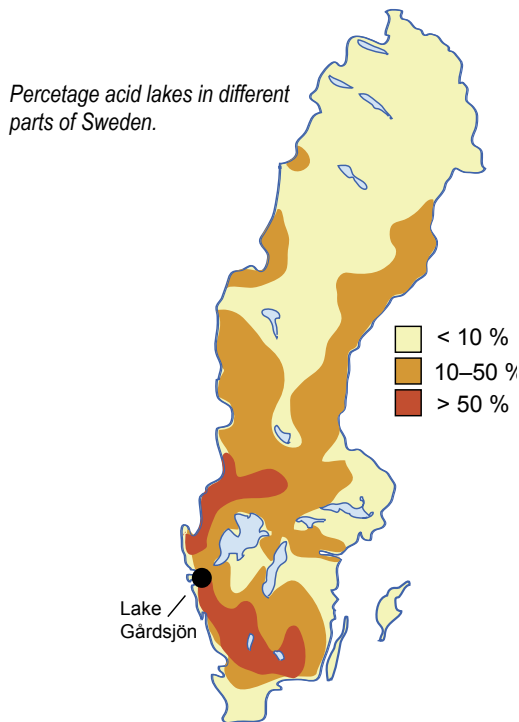 Percetage acid lakes in different
parts of Sweden.
< 10 %
10–50 %
> 50 %
Lake
Gårdsjön